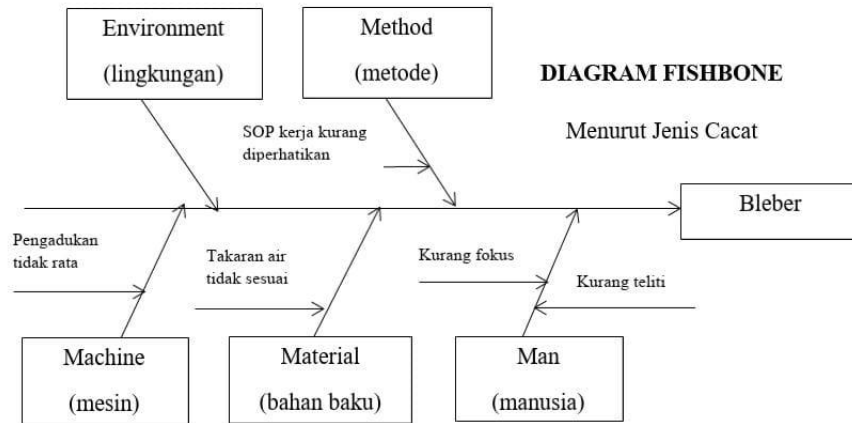 Environment
(lingkungan)
Method
(metode)
DIAGRAM FISHBONE
Menurut Jenis Cacat
SOP kerja kurang
diperhatikan
Bleber
Pengadukan
tidak rata
Takaran air
tidak sesuai
Kurang fokus
Kurang teliti
Machine
(mesin)
Material
(bahan baku)
Man
(manusia)